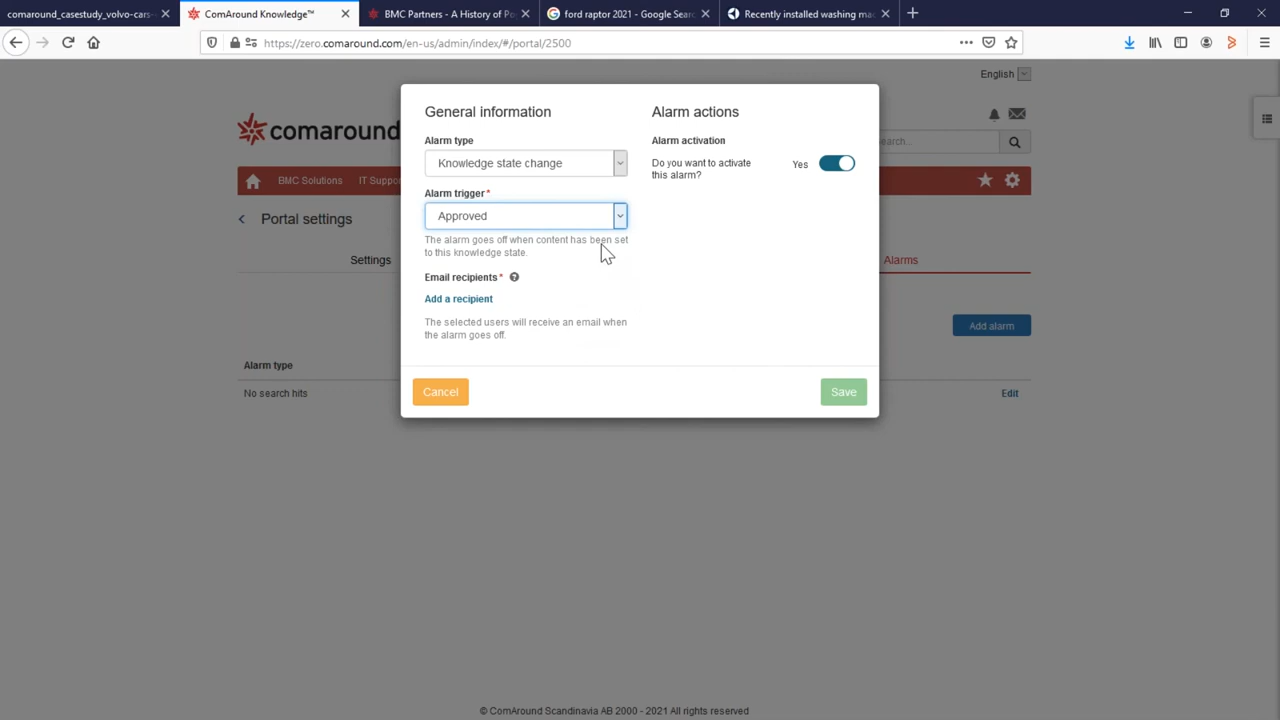 comaround_casestudy_volvo-cars-
ComAround Knowledge™
BMC Partners - A History of Po
ford raptor 2021 - Google Sear
Recently installed washing mac
https://zero.comaround.com/en-us/admin/index/#/portal/2500
English
comaround
earch...
BMC Solutions
IT Suppo
Portal settings
Settings
Alarms
Add alarm
Alarm type
No search hits
Edit
General information
Alarm type
Knowledge state change
Alarm trigger*
Approved
The alarm goes off when content has been set
to this knowledge state.
Email recipients*
?
Add a recipient
The selected users will receive an email when
the alarm goes off.
Alarm actions
Alarm activation
Do you want to activate
this alarm?
Yes
Cancel
Save
© ComAround Scandinavia AB 2000 - 2021 All rights reserved